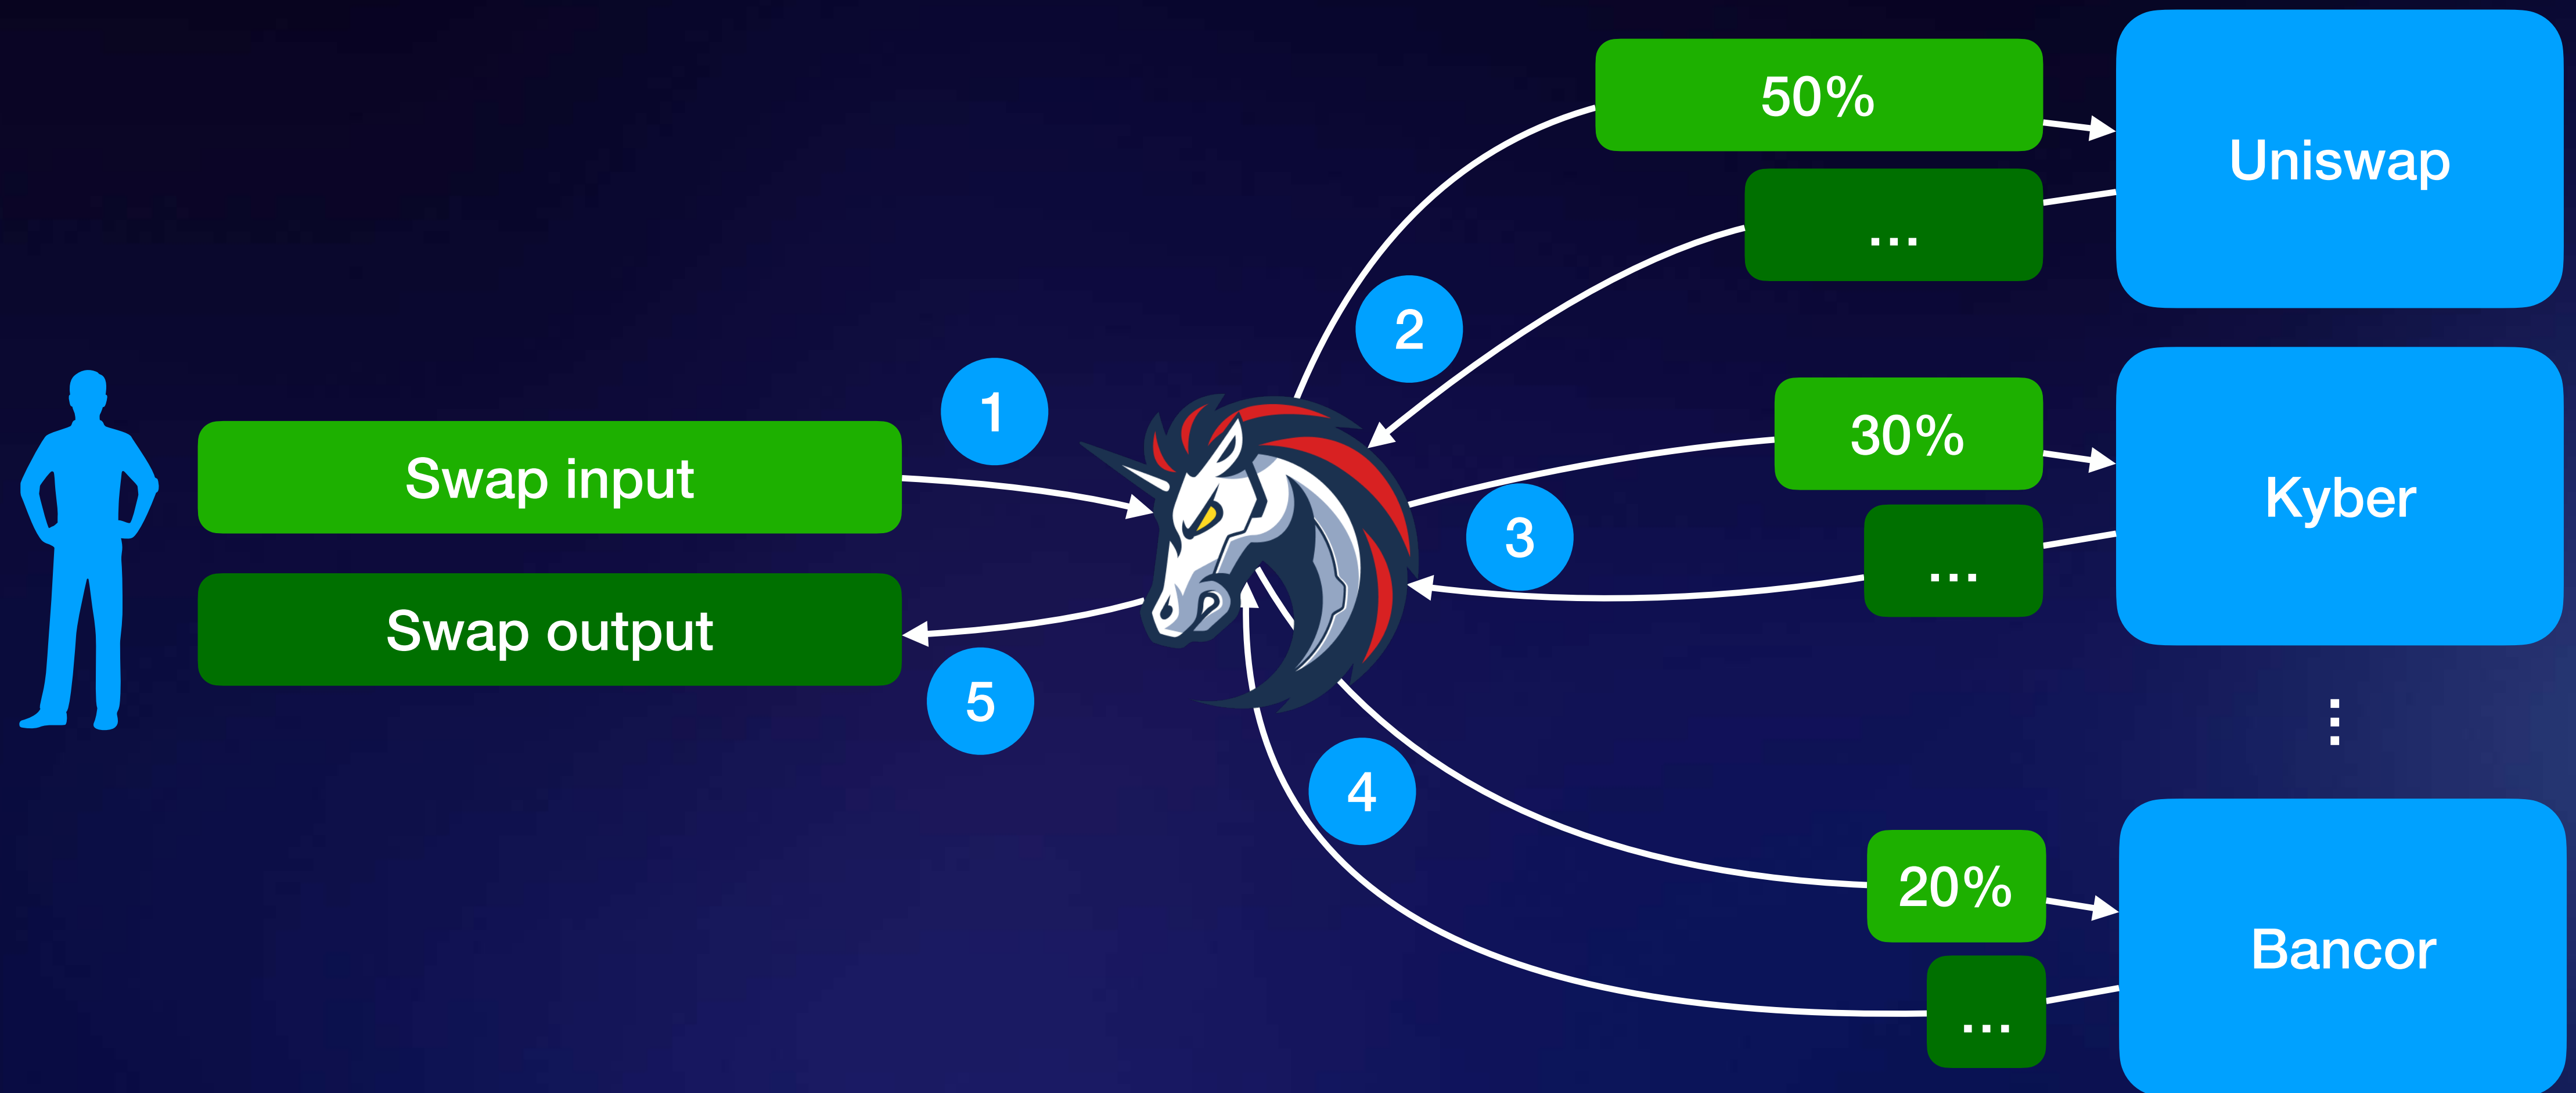 50%
Uniswap
...
2
30%
Kyber
1
Swap input
3
...
Swap output
5
...
4
20%
Bancor
...